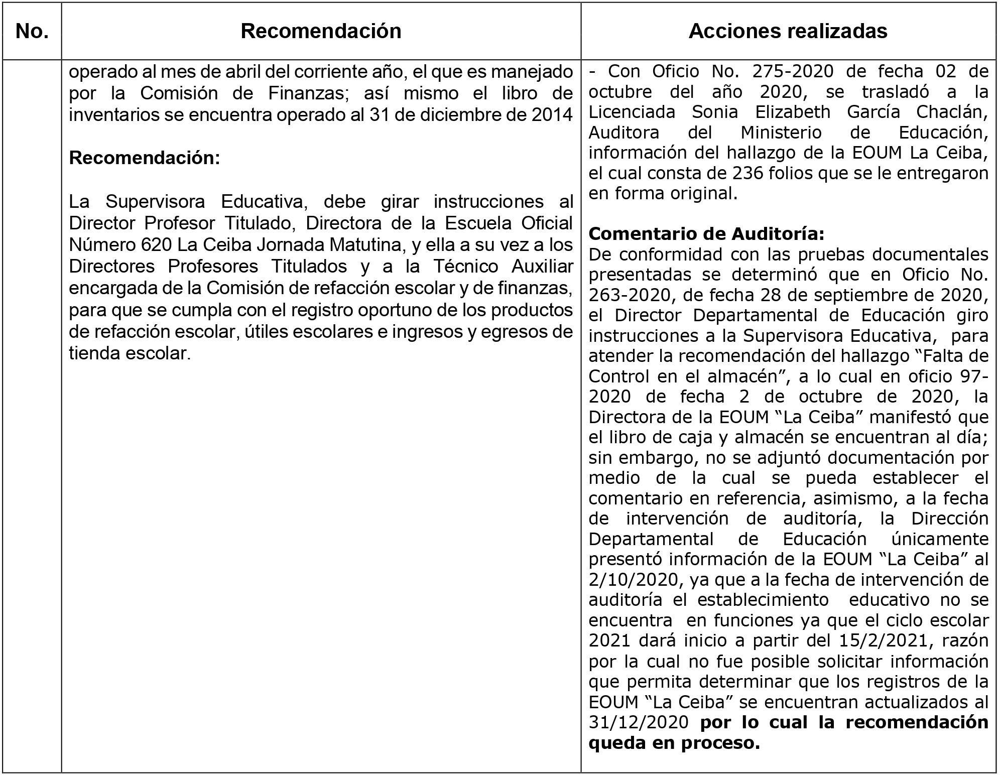 No.
Recomendación
Acciones realizadas
operado al mes de abril del corriente año, el que es manejado
por la Comisión de Finanzas; así mismo el libro de
inventarios se encuentra operado al 31 de diciembre de 2014
Recomendación:
La Supervisora Educativa, debe girar instrucciones al
Director Profesor Titulado, Directora de la Escuela Oficial
Número 620 La Ceiba Jornada Matutina, y ella a su vez a los
Directores Profesores Titulados y a la Técnico Auxiliar
encargada de la Comisión de refacción escolar y de finanzas,
para que se cumpla con el registro oportuno de los productos
de refacción escolar, útiles escolares e ingresos y egresos de
tienda escolar.
- Con Oficio No. 275-2020 de fecha 02 de
octubre del año 2020, se trasladó a la
Licenciada Sonia Elizabeth García Chaclán,
Auditora del Ministerio de Educación,
información del hallazgo de la EOUM La Ceiba,
el cual consta de 236 folios que se le entregaron
en forma original.
Comentario de Auditoría:
De conformidad con las pruebas documentales
presentadas se determinó que en Oficio No.
263-2020, de fecha 28 de septiembre de 2020,
el Director Departamental de Educación giro
instrucciones a la Supervisora Educativa, para
atender la recomendación del hallazgo “Falta de
Control en el almacén”, a lo cual en oficio 97-
2020 de fecha 2 de octubre de 2020, la
Directora de la EOUM “La Ceiba” manifestó que
el libro de caja y almacén se encuentran al día;
sin embargo, no se adjuntó documentación por
medio de la cual se pueda establecer el
comentario en referencia, asimismo, a la fecha
de intervención de auditoría, la Dirección
Departamental de Educación únicamente
presentó información de la EOUM “La Ceiba” al
2/10/2020, ya que a la fecha de intervención de
auditoría el establecimiento educativo no se
encuentra en funciones ya que el ciclo escolar
2021 dará inicio a partir del 15/2/2021, razón
por la cual no fue posible solicitar información
que permita determinar que los registros de la
EOUM “La Ceiba” se encuentran actualizados al
31/12/2020 por lo cual la recomendación
queda en proceso.